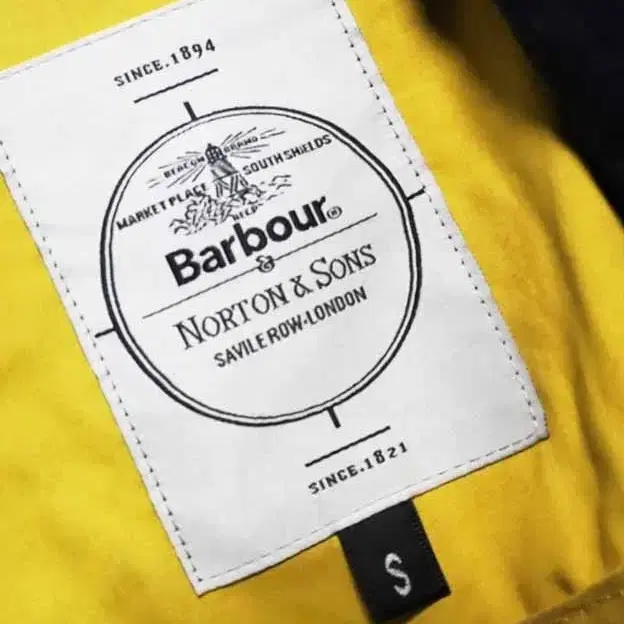 SINCE.1894
BEACON BRAND
MARKET PLACE SOUTH SHIELDS
Barbour®
&
NORTON & SONS
SAVILE ROW·LONDON
SINCE.1821
S